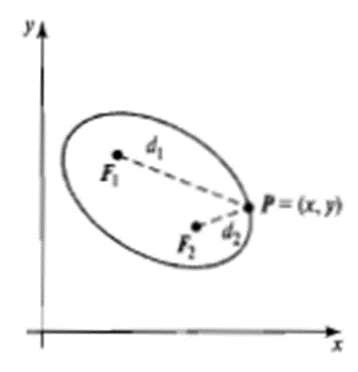 y
d₁
F₁
P = (x, y)
F₂
d₂
x